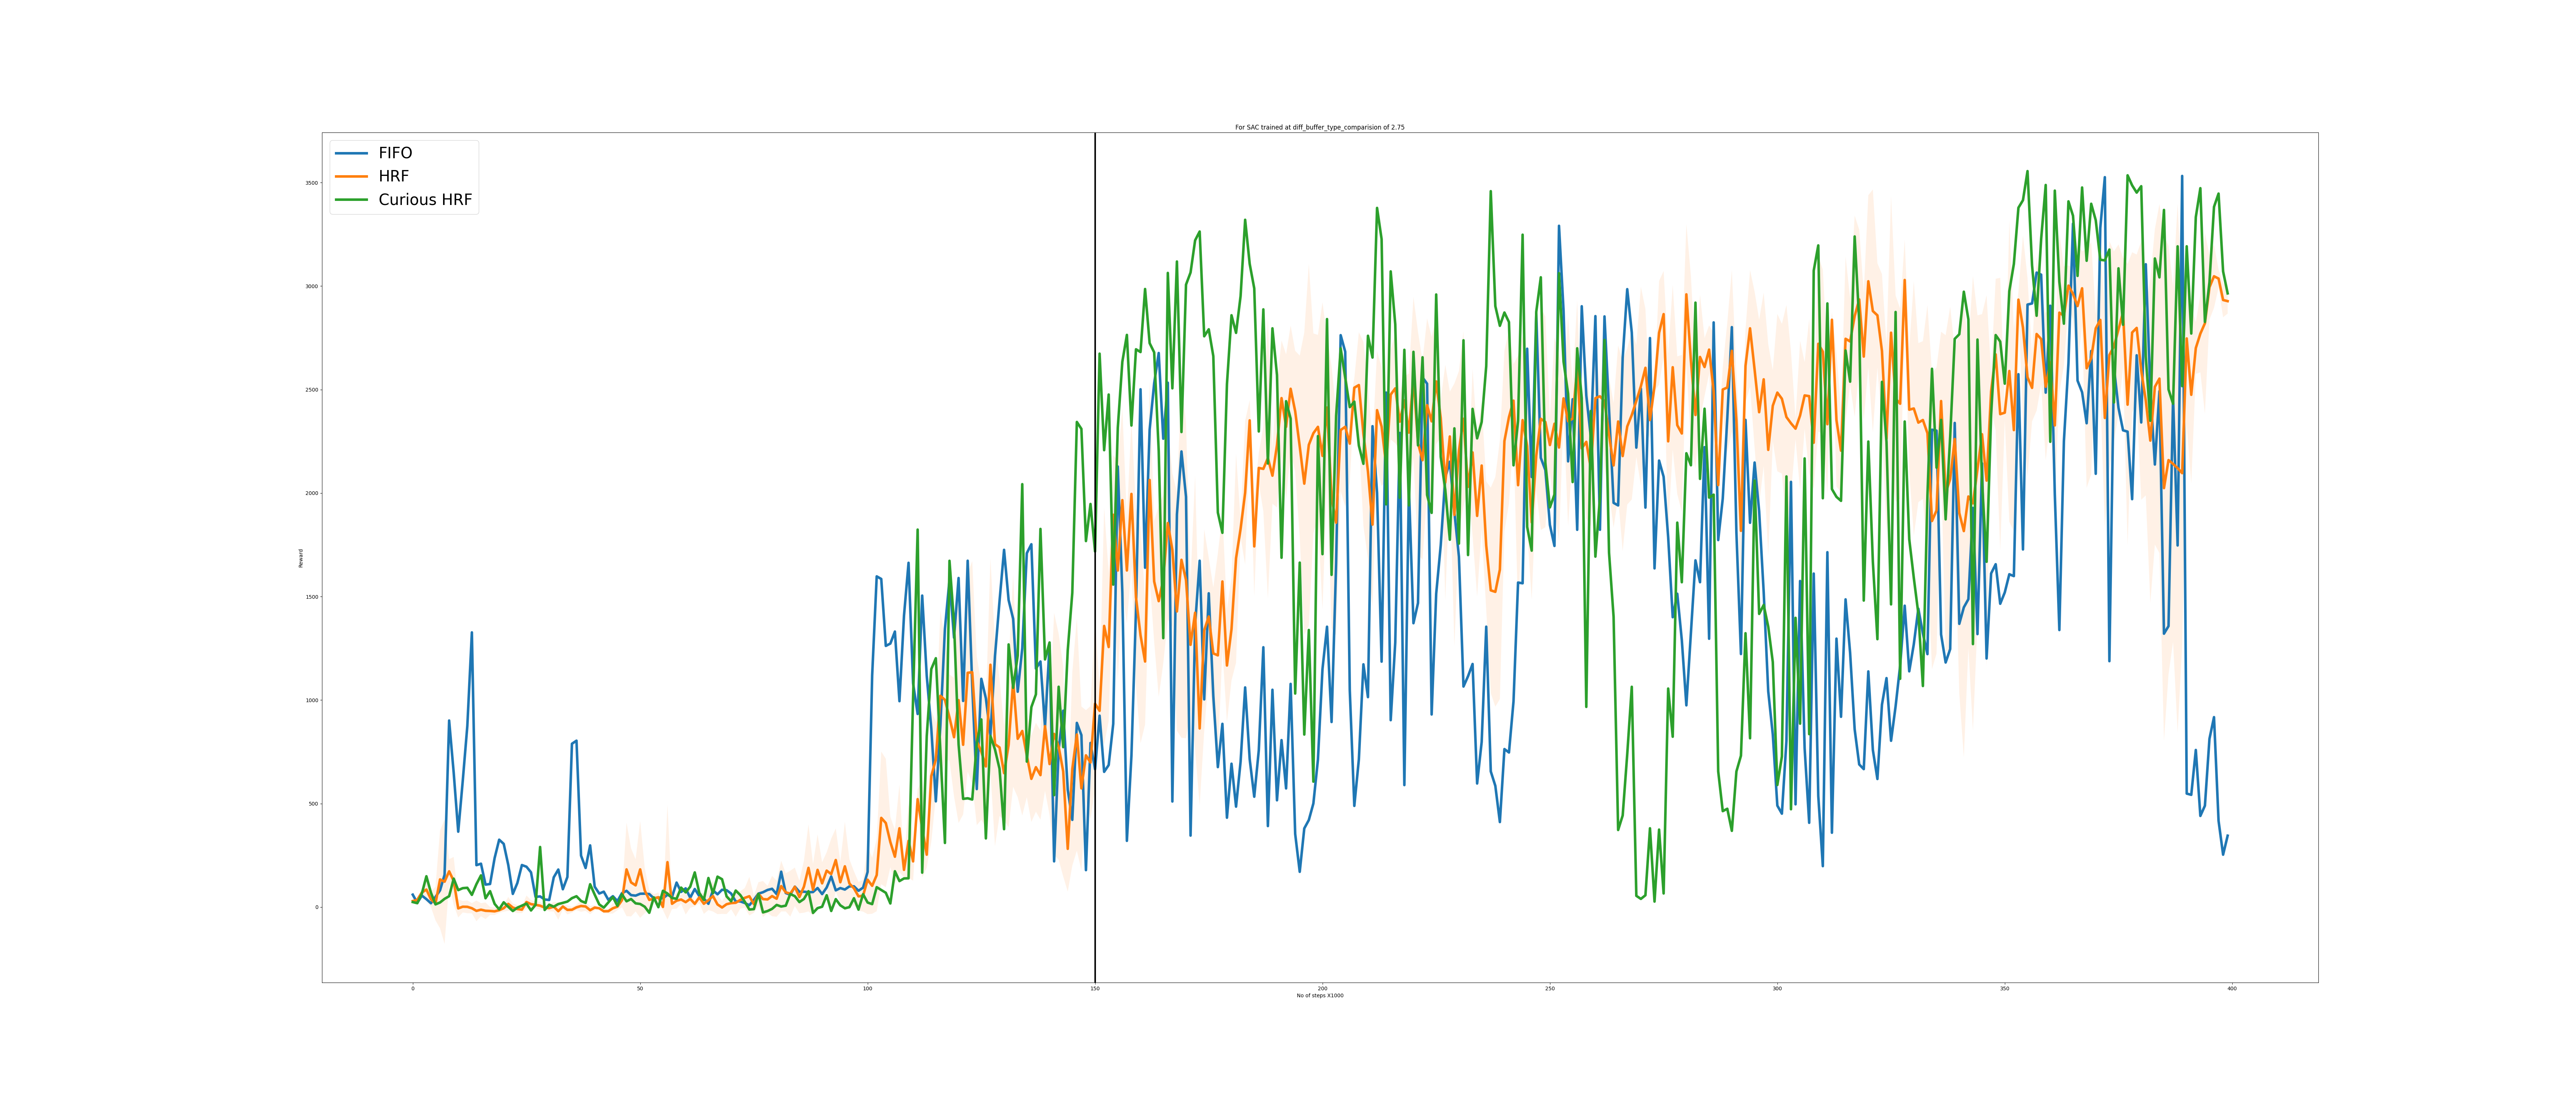 For SAC trained at diff_buffer_type_comparision of 2.75
FIFO
HRF
Curious HRF
3500
3000
2500
2000
1500
1000
500
0
Reward
0 50 100 150 200 250 300 350 400
No of steps X1000